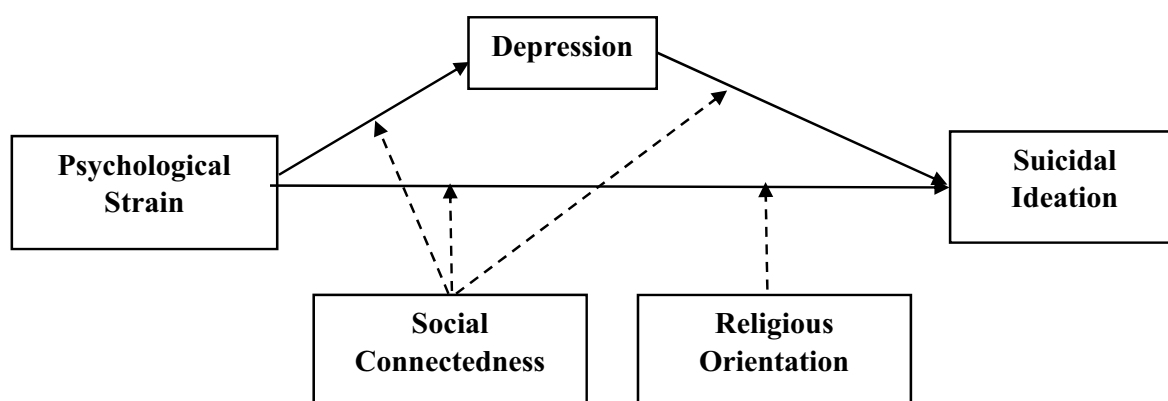 Depression
Psychological
Strain
Suicidal
Ideation
Social
Connectedness
Religious
Orientation